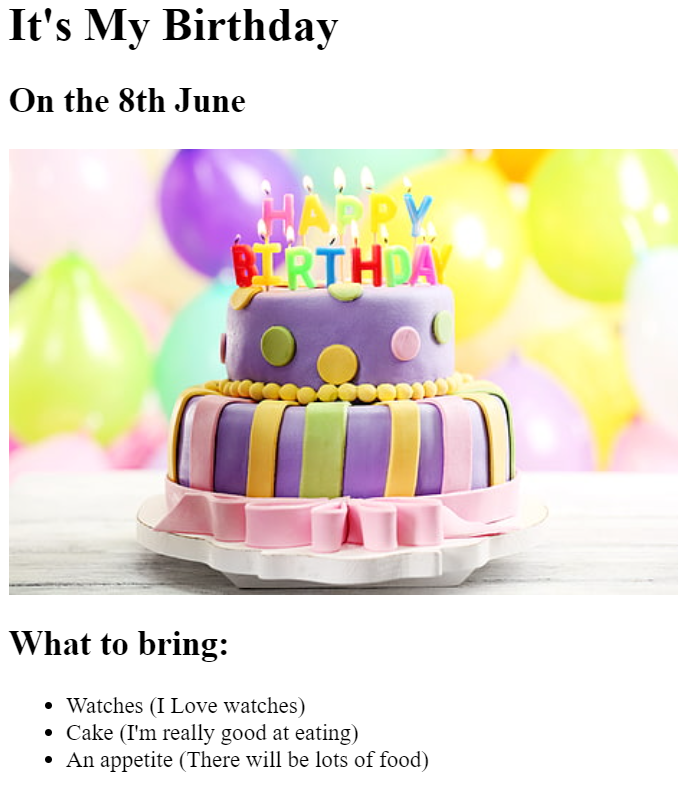 It's My Birthday
On the 8th June
HAPPY
BIRTHDAY
What to bring:
Watches (I Love watches)
Cake (I'm really good at eating)
An appetite (There will be lots of food)